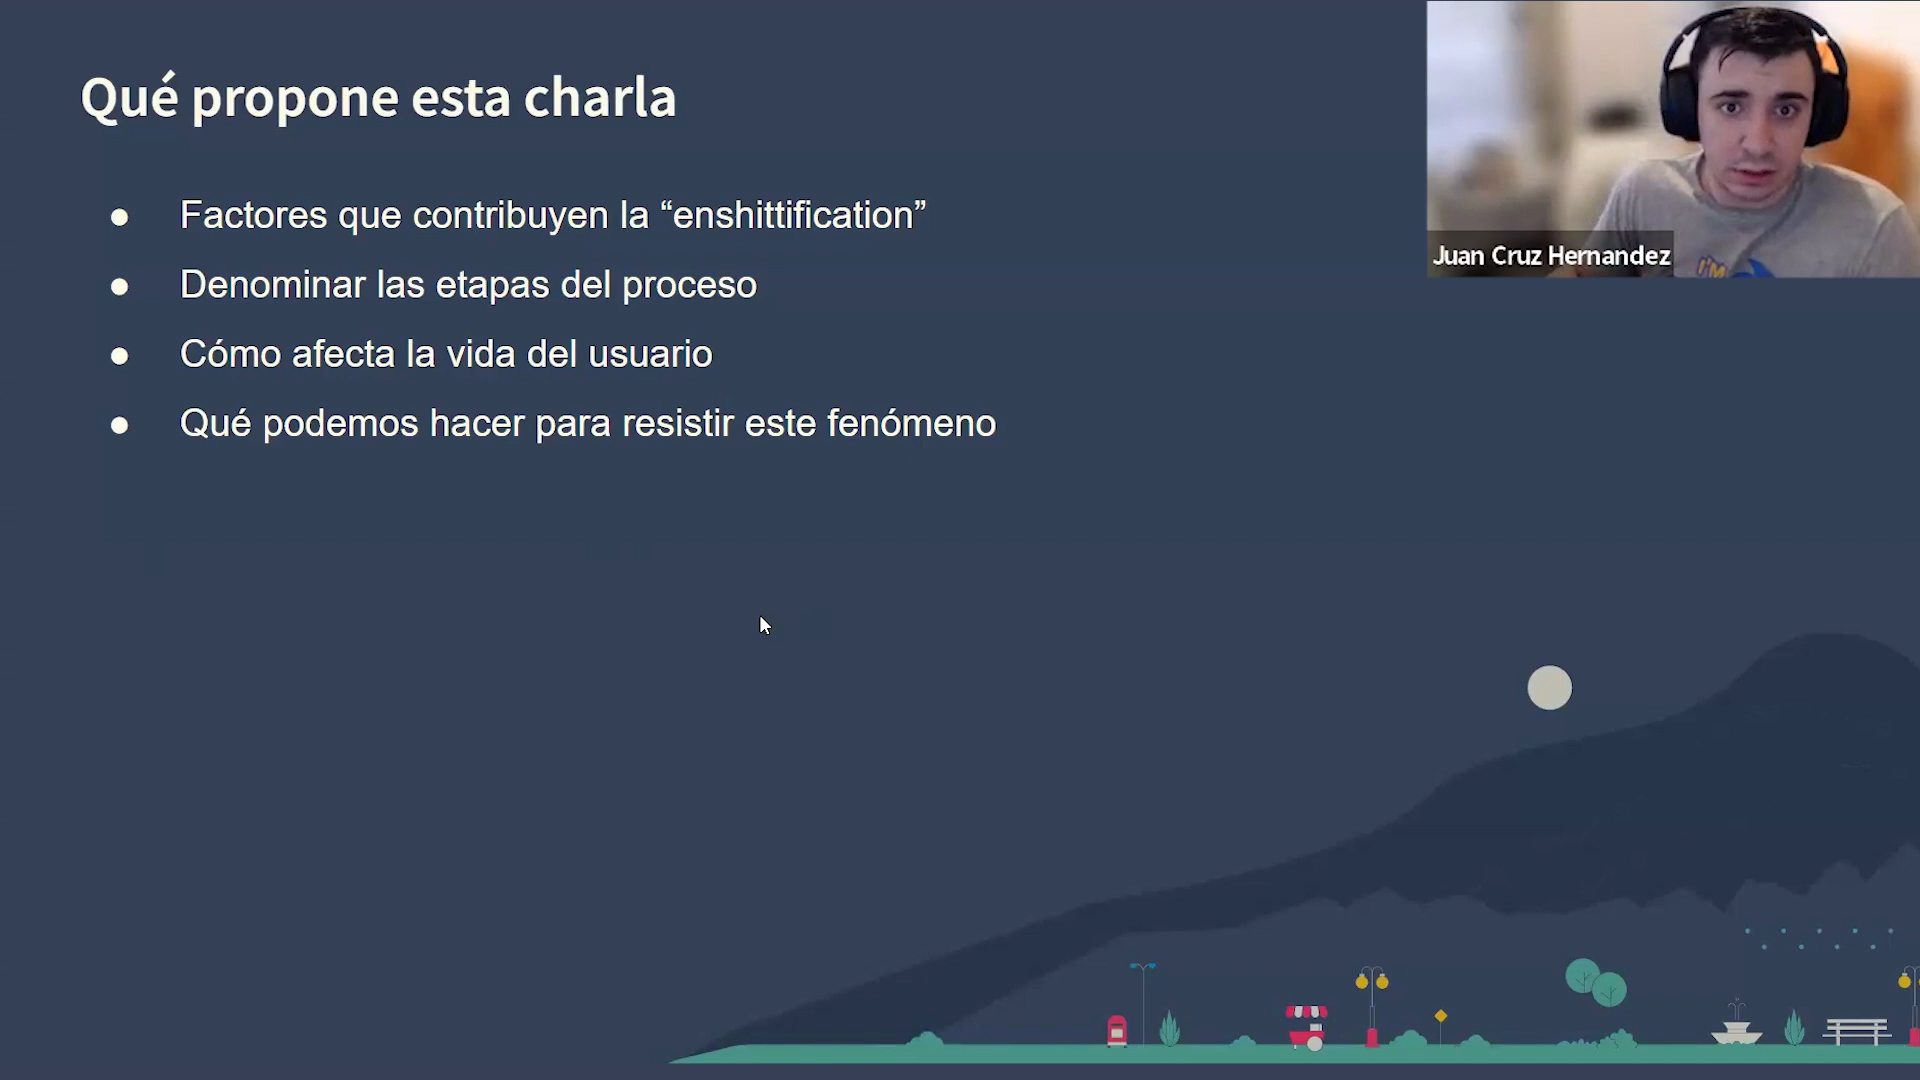 Qué propone esta charla
Factores que contribuyen la “enshittification”
Denominar las etapas del proceso
Cómo afecta la vida del usuario
Qué podemos hacer para resistir este fenómeno
Juan Cruz Hernandez
I'M